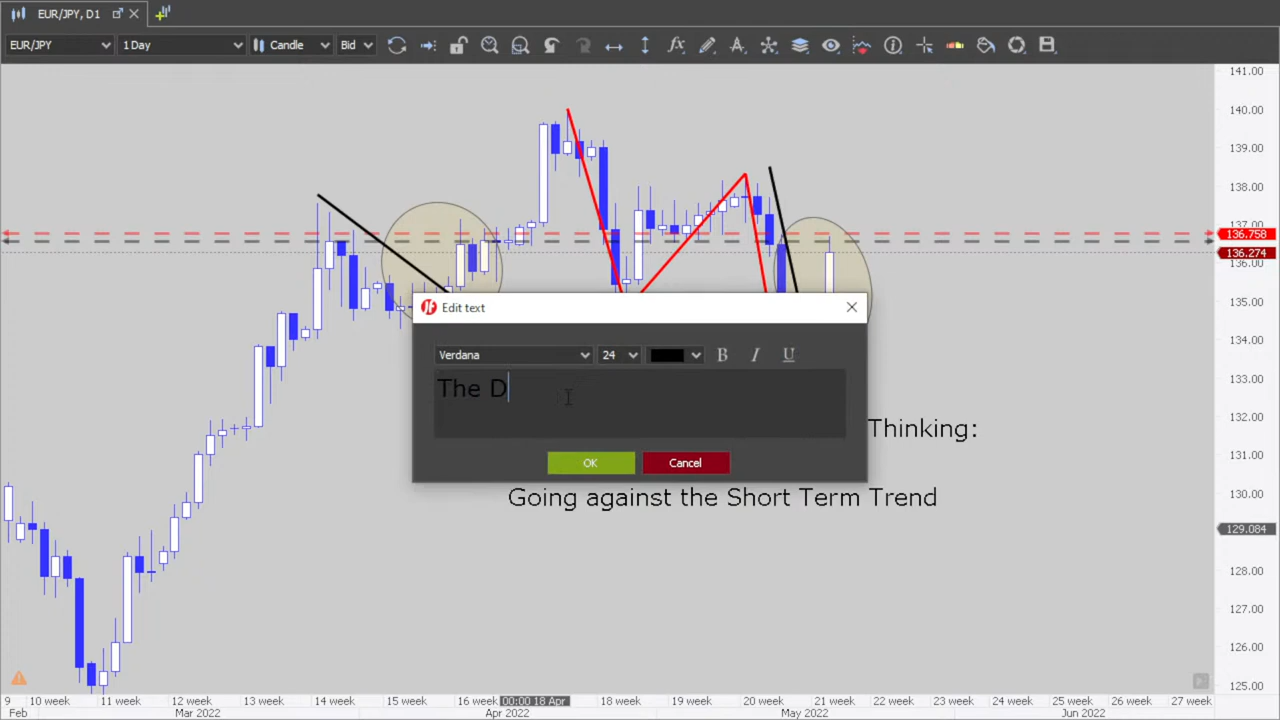 EUR/JPY, D1
EUR/JPY 1 Day Candle Bid
141.00
140.00
139.00
138.00
137.00
136.758
136.274
136.00
135.00
134.00
133.00
132.00
131.00
130.00
129.084
128.00
127.00
126.00
125.00
Edit text
Verdana 24 B I U
The D
OK Cancel
Thinking:
Going against the Short Term Trend
9 10 week 11 week 12 week 13 week 14 week 15 week 16 week 00:00 18 Apr 18 week 19 week 20 week 21 week 22 week 23 week 24 week 25 week 26 week 27 week
Feb Mar 2022 Apr 2022 May 2022 Jun 2022